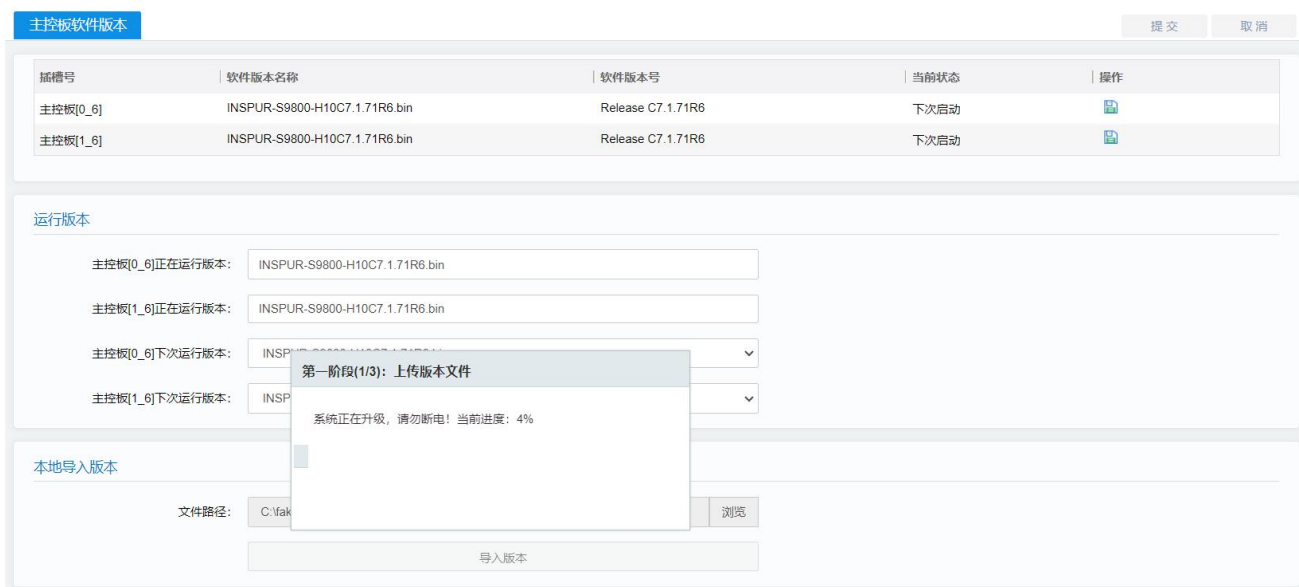 主控板软件版本
提交 取消
插槽号 软件版本名称 软件版本号 当前状态 操作
主控板[0_6] INSPUR-S9800-H10C7.1.71R6.bin Release C7.1.71R6 下次启动
主控板[1_6] INSPUR-S9800-H10C7.1.71R6.bin Release C7.1.71R6 下次启动
运行版本
主控板[0_6]正在运行版本： INSPUR-S9800-H10C7.1.71R6.bin
主控板[1_6]正在运行版本： INSPUR-S9800-H10C7.1.71R6.bin
主控板[0_6]下次运行版本： INSP
第一阶段(1/3)：上传版本文件
主控板[1_6]下次运行版本： INSP
系统正在升级，请勿断电！当前进度：4%
本地导入版本
文件路径： C:\fak 浏览
导入版本